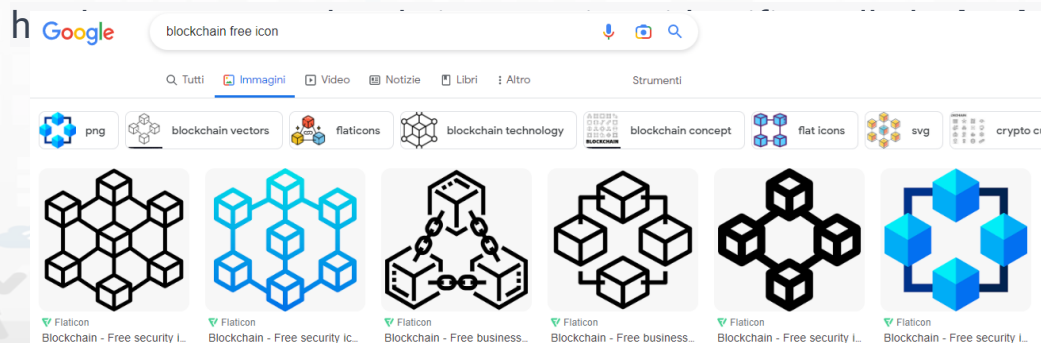 Google
blockchain free icon
Tutti Immagini Video Notizie Libri Altro Strumenti
png blockchain vectors flaticons blockchain technology blockchain concept flat icons svg crypto cu
BLOCKCHAIN
Flaticon Flaticon Flaticon Flaticon Flaticon Flaticon
Blockchain - Free security i... Blockchain - Free security ic... Blockchain - Free business... Blockchain - Free business... Blockchain - Free security i... Blockchain - Free security i...